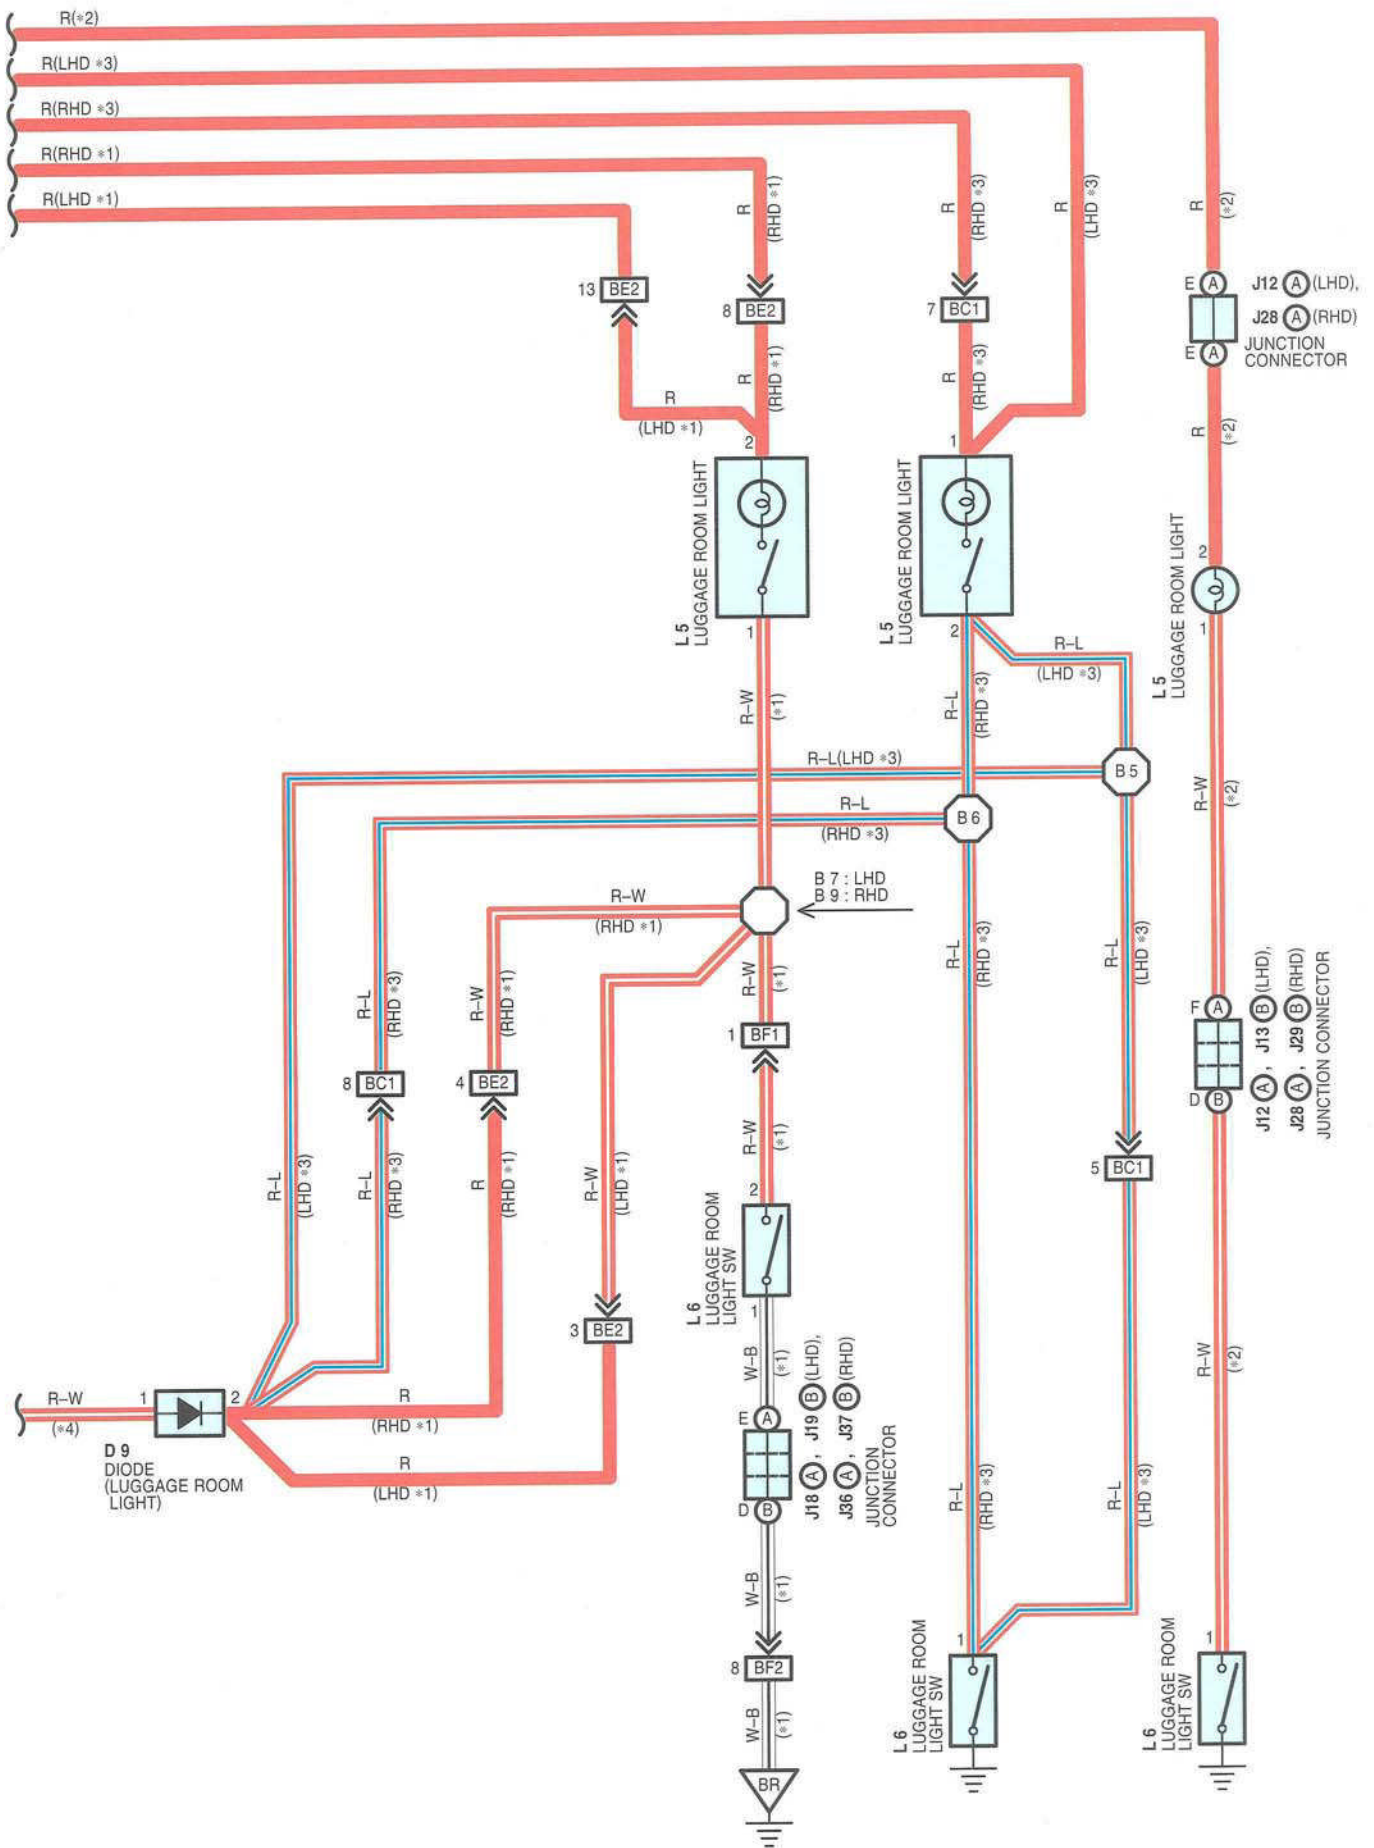 R(*2)
R(LHD *3)
R(RHD *3)
R(RHD *1)
R(LHD *1)
R
(RHD *1)
R
(RHD *3)
R
(LHD *3)
R
(*2)
13 BE2
8 BE2
7 BC1
E A
J12 A (LHD),
J28 A (RHD)
JUNCTION
CONNECTOR
E A
R
(LHD *1)
R
(RHD *1)
R
(RHD *3)
R
(*2)
2
1
2
L 5
LUGGAGE ROOM LIGHT
L 5
LUGGAGE ROOM LIGHT
L 5
LUGGAGE ROOM LIGHT
1
2
1
R–W
(*1)
R–L
(RHD *3)
R–L
(LHD *3)
R–L(LHD *3)
B 5
R–L
(RHD *3)
B 6
R–W
(*2)
B 7 : LHD
B 9 : RHD
R–W
(RHD *1)
R–L
(RHD *3)
R–W
(RHD *1)
R–W
(*1)
R–L
(RHD *3)
R–L
(LHD *3)
F A
J12 A , J13 B (LHD),
J28 A , J29 B (RHD)
JUNCTION CONNECTOR
D B
1 BF1
8 BC1
4 BE2
R–L
(LHD *3)
R–L
(RHD *3)
R
(RHD *1)
R–W
(LHD *1)
R–W
(*1)
5 BC1
2
L 6
LUGGAGE ROOM
LIGHT SW
1
3 BE2
R–W
(*4)
1
2
D 9
DIODE
(LUGGAGE ROOM
LIGHT)
R
(RHD *1)
R
(LHD *1)
W–B
(*1)
E A
J18 A , J19 B (LHD),
J36 A , J37 B (RHD)
JUNCTION
CONNECTOR
D B
R–W
(*2)
R–L
(RHD *3)
R–L
(LHD *3)
W–B
(*1)
8 BF2
W–B
(*1)
BR
1
L 6
LUGGAGE ROOM
LIGHT SW
1
L 6
LUGGAGE ROOM
LIGHT SW